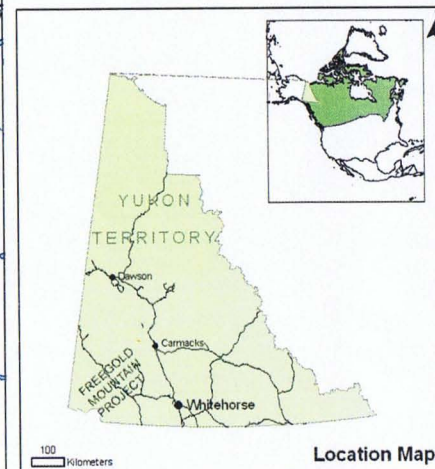 YUKON
TERRITORY
Dawson
Carmacks
FREEGOLD
MOUNTAIN
PROJECT
Whitehorse
100
Kilometers
Location Map